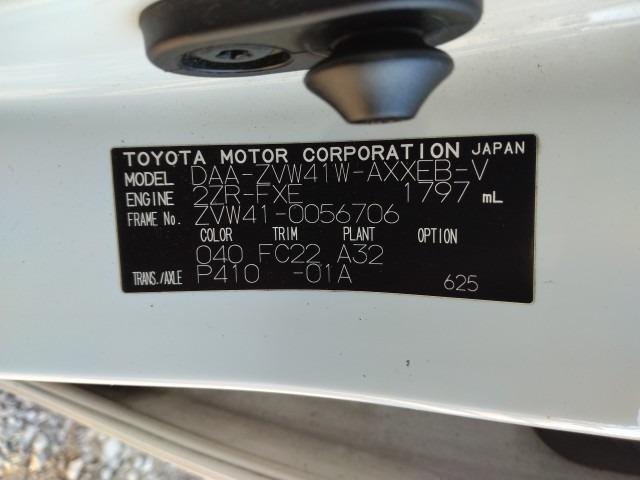 TOYOTA MOTOR CORPORATION JAPAN
MODEL DAA-ZVW41W-AXXEB-V
ENGINE 2ZR-FXE 1797 mL
FRAME No. ZVW41-0056706
COLOR TRIM PLANT OPTION
040 FC22 A32
TRANS./AXLE P410 -01A 625